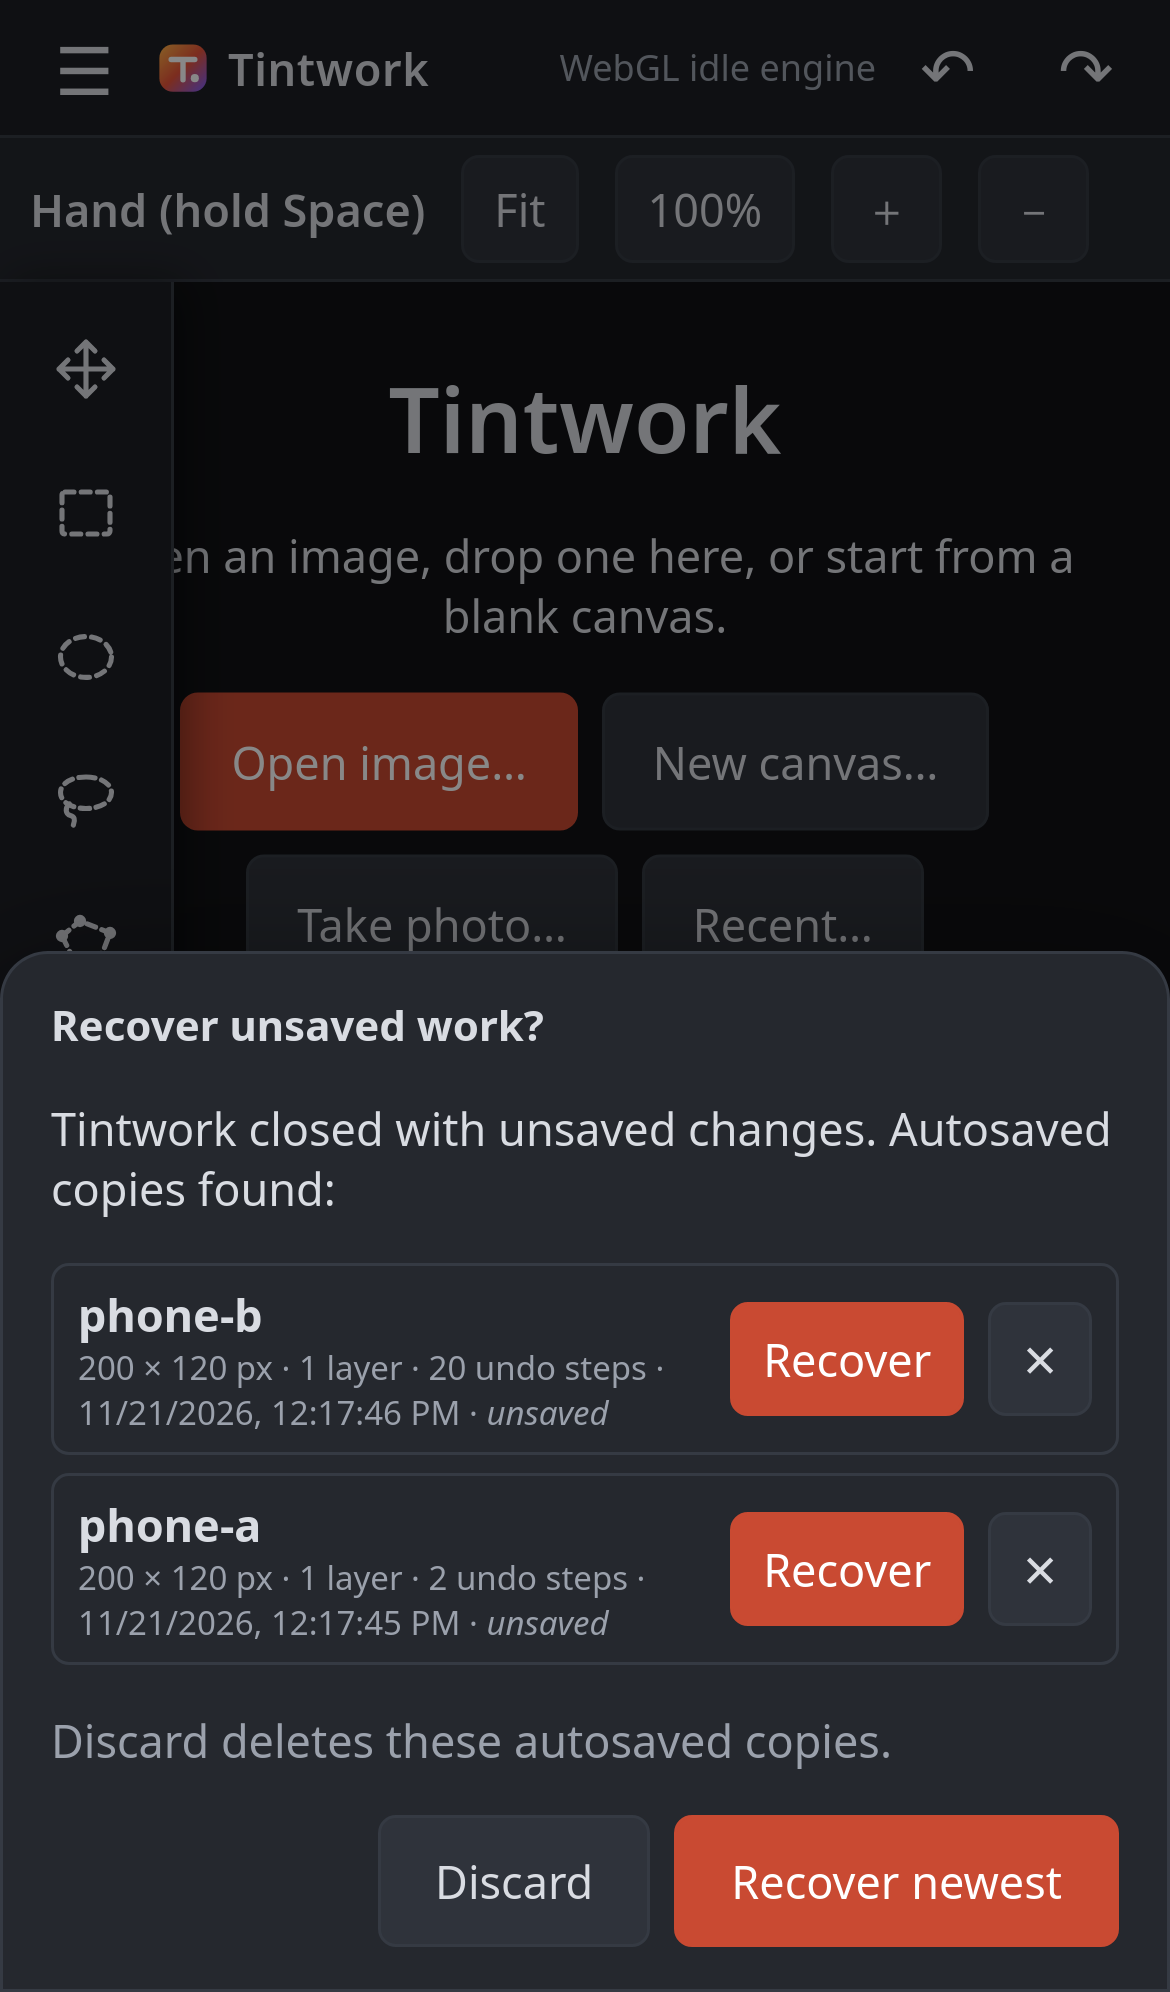 Tintwork
WebGL idle engine
Hand (hold Space)
Fit
100%
+
−
Tintwork
en an image, drop one here, or start from a
blank canvas.
Open image...
New canvas...
Take photo...
Recent...
Recover unsaved work?
Tintwork closed with unsaved changes. Autosaved
copies found:
phone-b
200 × 120 px · 1 layer · 20 undo steps ·
11/21/2026, 12:17:46 PM · unsaved
Recover
✕
phone-a
200 × 120 px · 1 layer · 2 undo steps ·
11/21/2026, 12:17:45 PM · unsaved
Recover
✕
Discard deletes these autosaved copies.
Discard
Recover newest